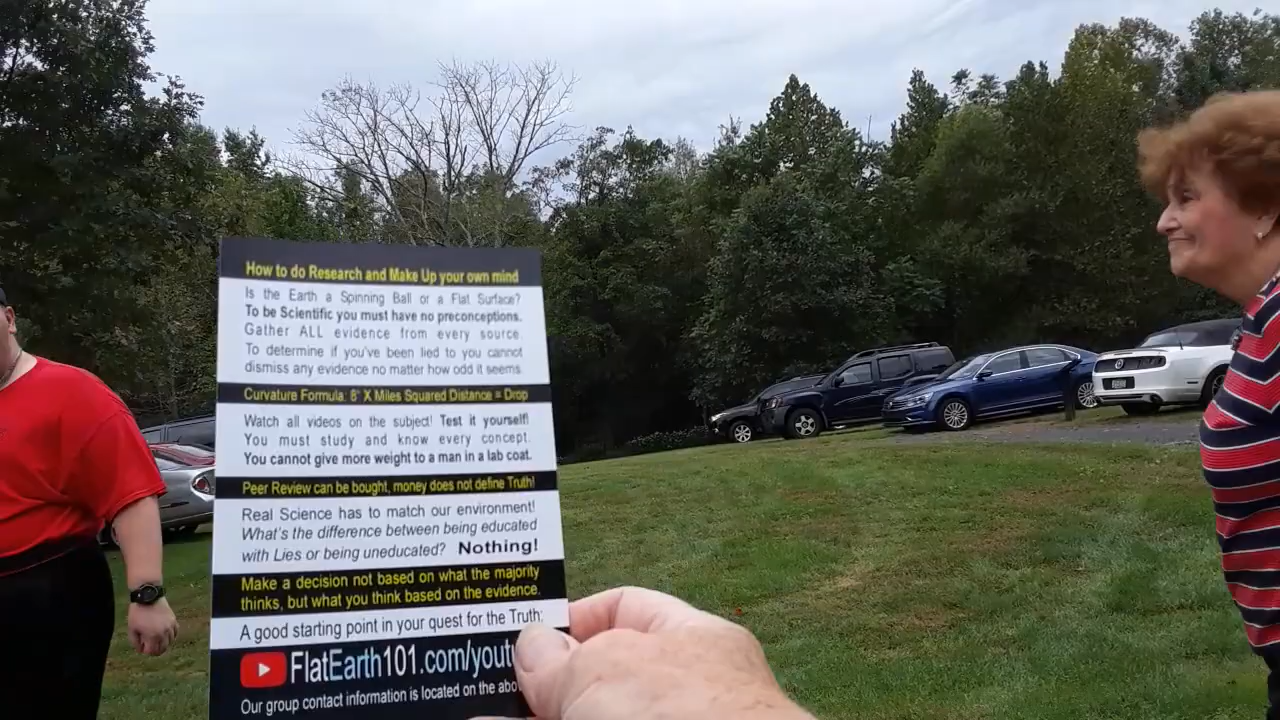 How to do Research and Make Up your own mind
Is the Earth a Spinning Ball or a Flat Surface?
To be Scientific you must have no preconceptions.
Gather ALL evidence from every source.
To determine if you've been lied to you cannot
dismiss any evidence no matter how odd it seems.
Curvature Formula: 8" X Miles Squared Distance = Drop
Watch all videos on the subject! Test it yourself!
You must study and know every concept.
You cannot give more weight to a man in a lab coat.
Peer Review can be bought, money does not define Truth!
Real Science has to match our environment!
What's the difference between being educated
with Lies or being uneducated? Nothing!
Make a decision not based on what the majority
thinks, but what you think based on the evidence.
A good starting point in your quest for the Truth:
FlatEarth101.com/yout
Our group contact information is located on the